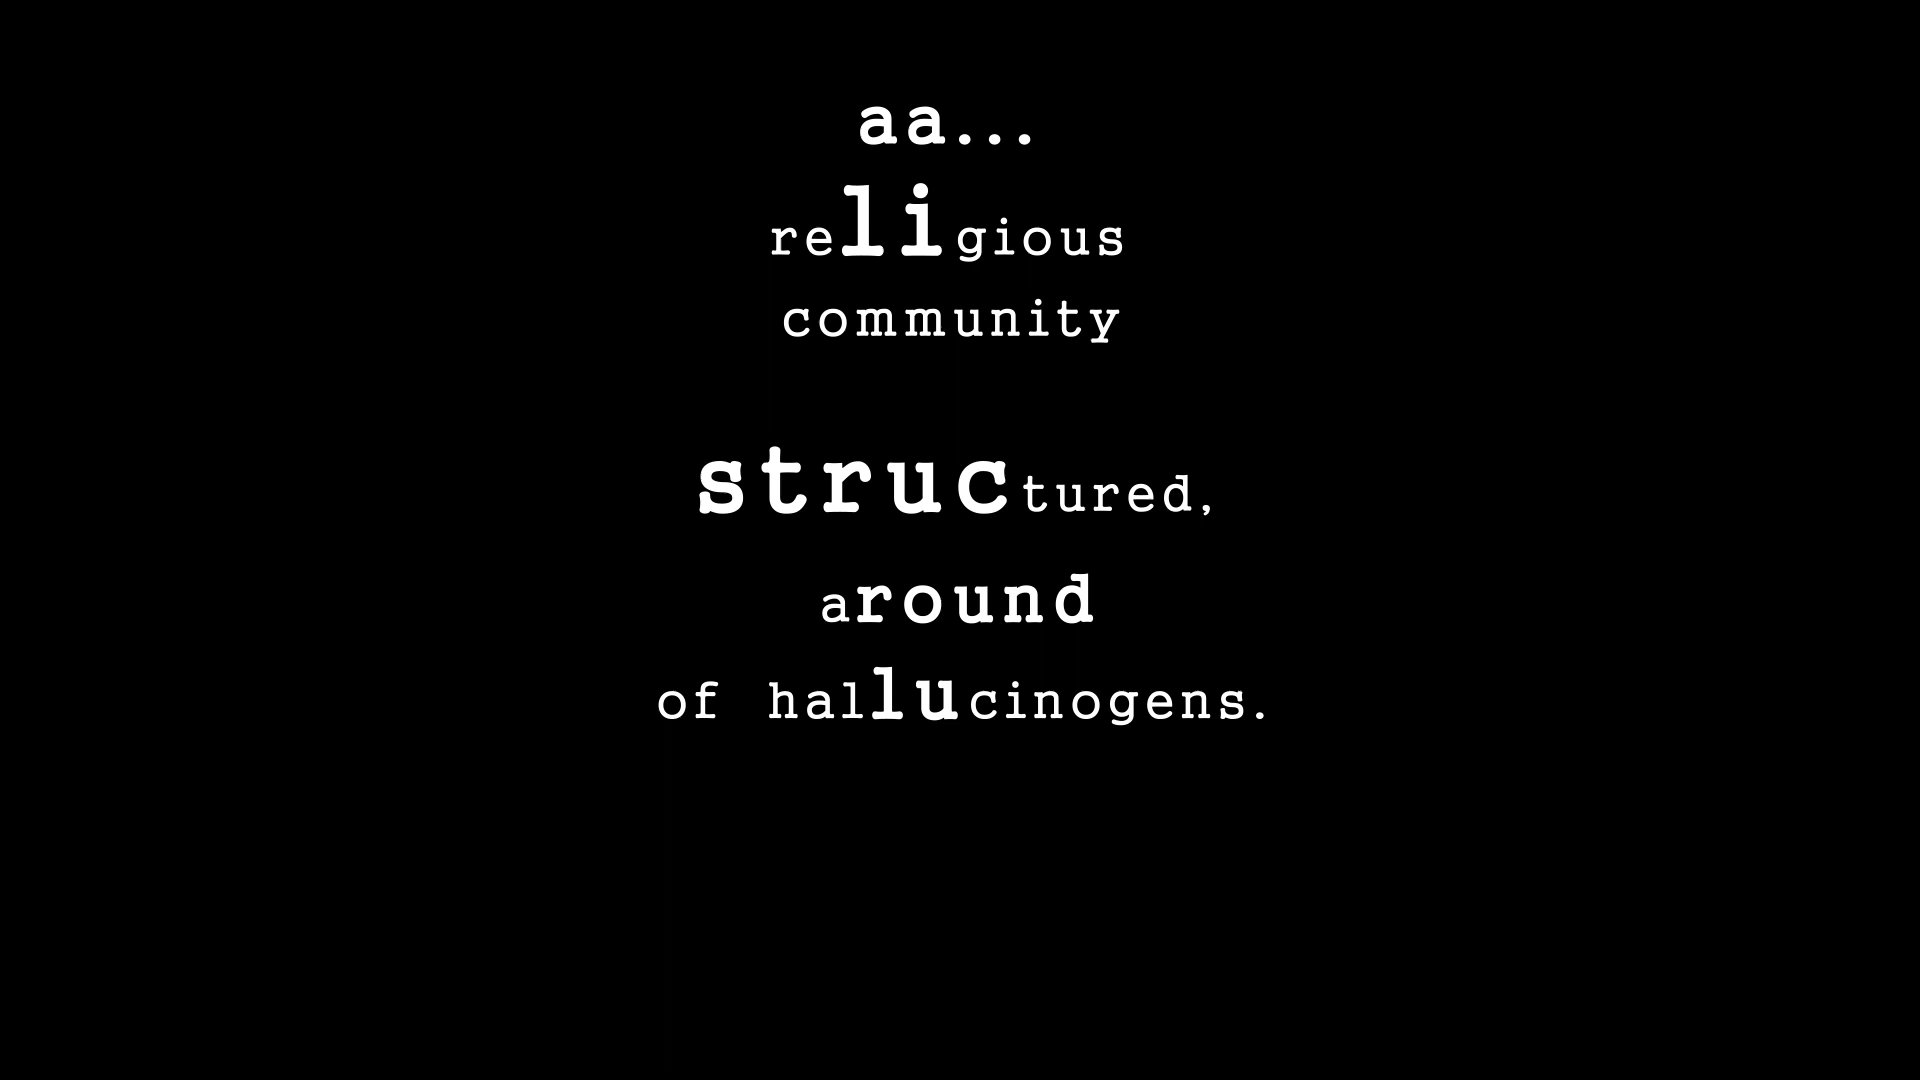 aa...
religious
community
structured,
around
of hallucinogens.